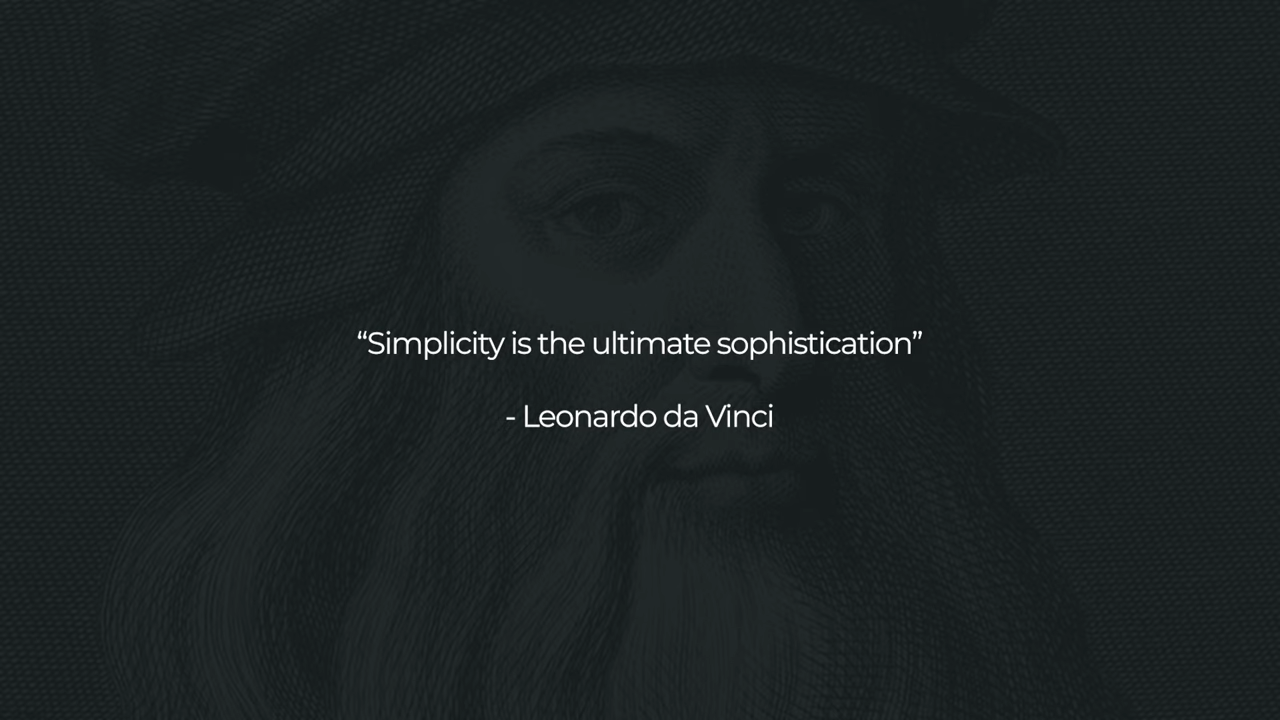 “Simplicity is the ultimate sophistication”
- Leonardo da Vinci